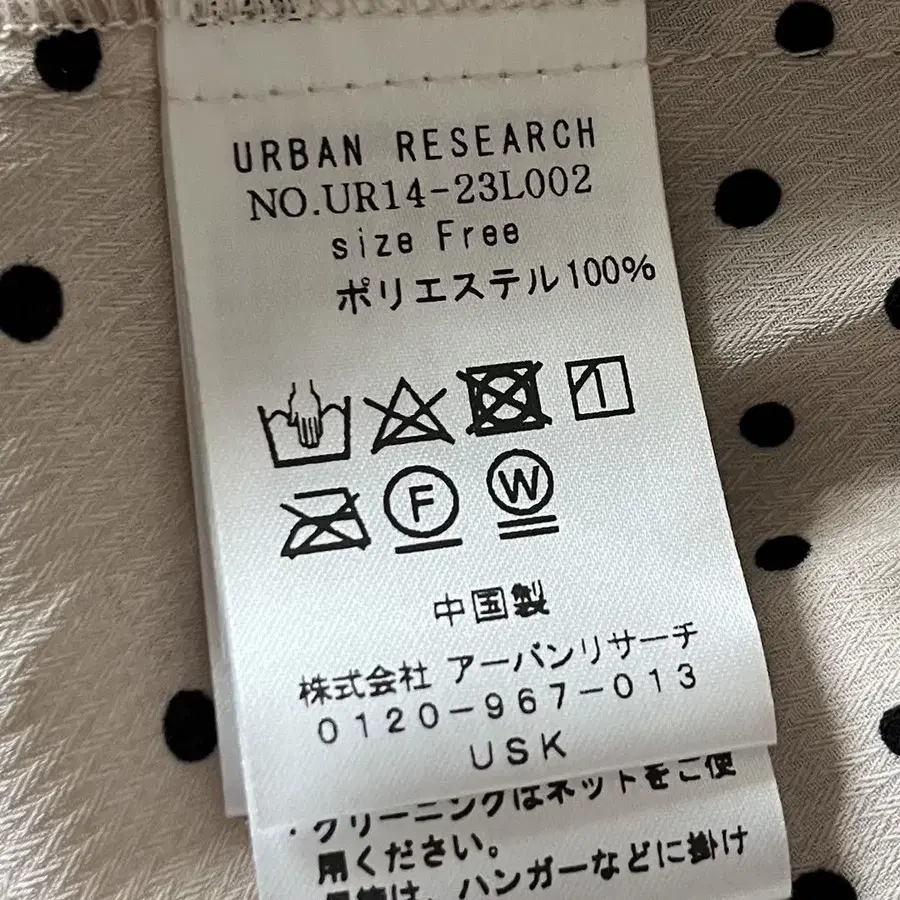 URBAN RESEARCH
NO.UR14-23L002
size Free
ポリエステル100%
F
W
中国製
株式会社 アーバンリサーチ
0120-967-013
USK
・クリーニングはネットをご使
用ください。
は、ハンガーなどに掛け